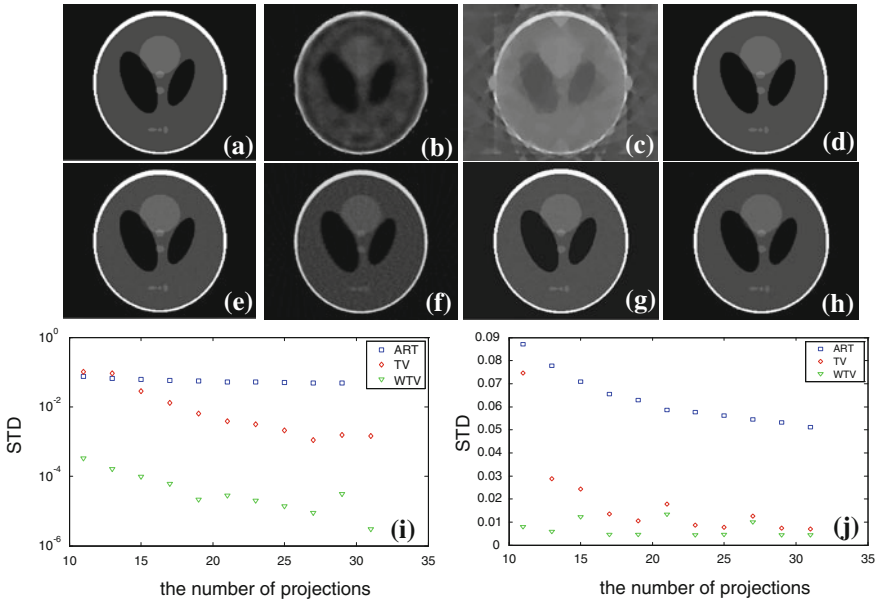 (a)
(b)
(c)
(d)
(e)
(f)
(g)
(h)
10^0
10^-2
10^-4
10^-6
STD
ART
TV
WTV
(i)
10
15
20
25
30
35
the number of projections
0.09
0.08
0.07
0.06
0.05
0.04
0.03
0.02
0.01
0
STD
ART
TV
WTV
(j)
10
15
20
25
30
35
the number of projections